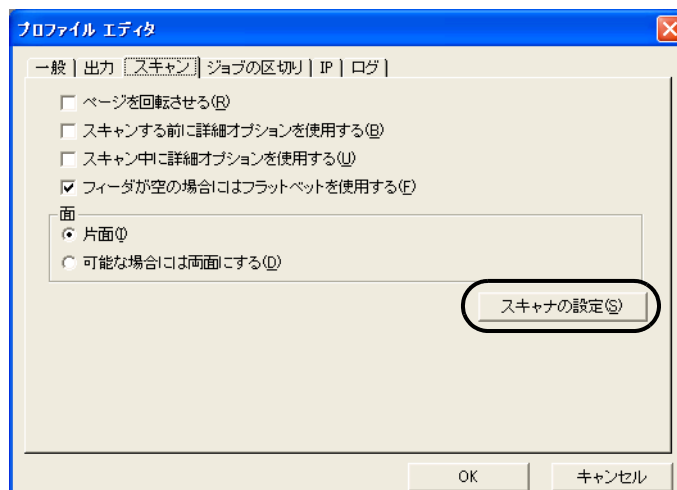 プロファイル エディタ
一般 | 出力 | スキャン | ジョブの区切り | IP | ログ |
ページを回転させる(R)
スキャンする前に詳細オプションを使用する(B)
スキャン中に詳細オプションを使用する(U)
フィーダが空の場合にはフラットベットを使用する(F)
面
片面(I)
可能な場合には両面にする(D)
スキャナの設定(S)
OK キャンセル